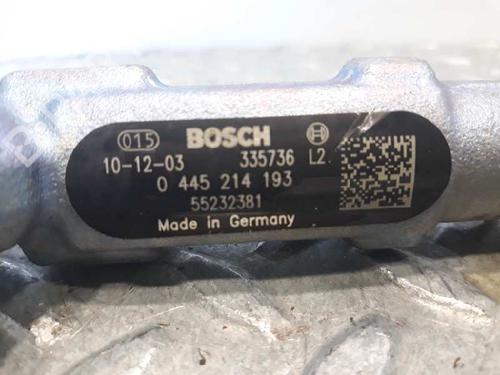 015 BOSCH
10-12-03 335736 L2.
0 445 214 193
55232381
Made in Germany